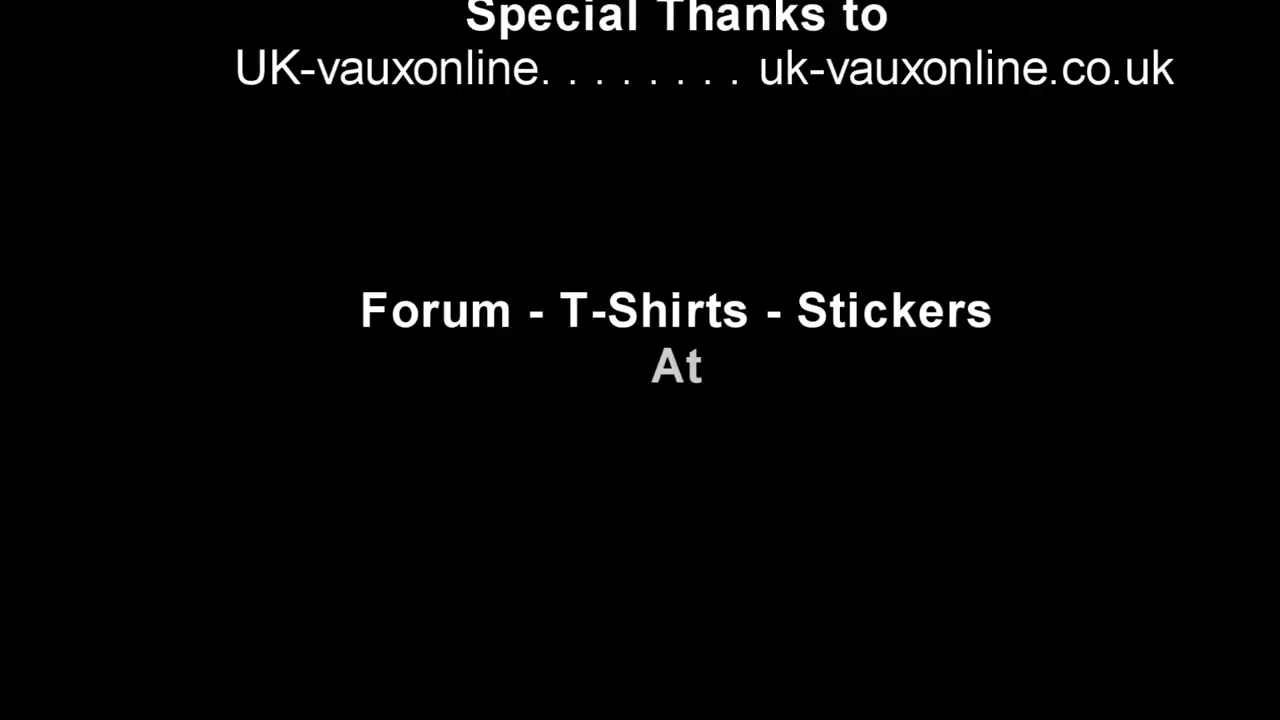 Special Thanks to
UK-vauxonline. . . . . . . . uk-vauxonline.co.uk
Forum - T-Shirts - Stickers
At